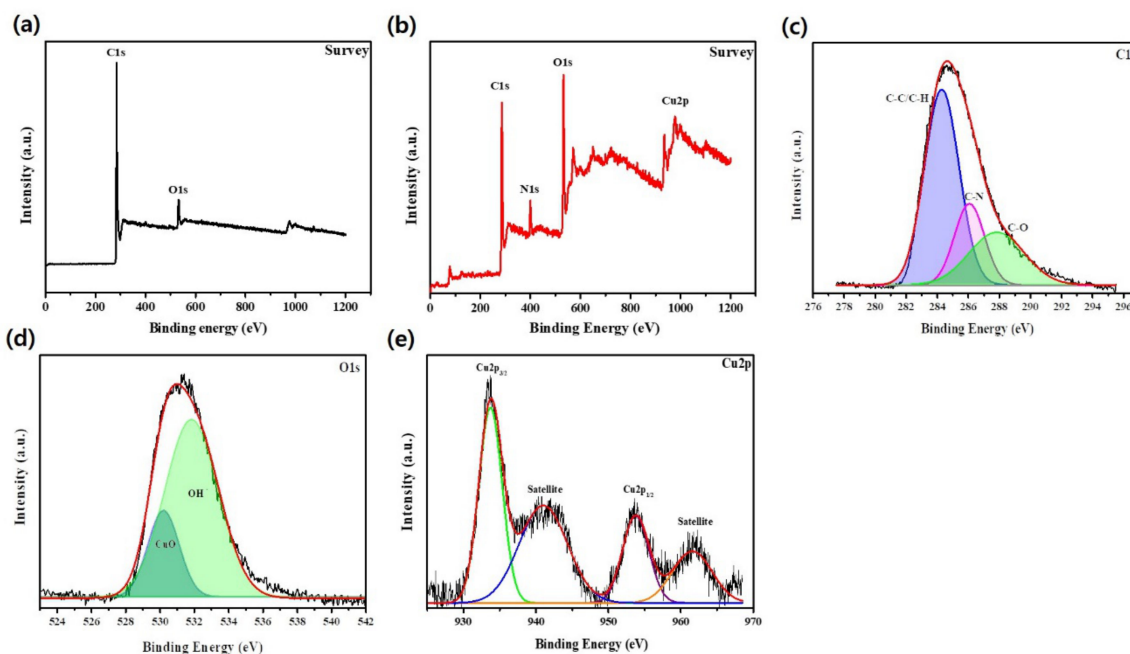 (a)
Survey
C1s
O1s
Intensity (a.u.)
0 200 400 600 800 1000 1200
Binding energy (eV)
(b)
Survey
O1s
C1s
Cu2p
N1s
Intensity (a.u.)
0 200 400 600 800 1000 1200
Binding Energy (eV)
(c)
C1
C-C/C-H
C-N
C-O
Intensity (a.u.)
276 278 280 282 284 286 288 290 292 294 296
Binding Energy (eV)
(d)
O1s
OH
CuO
Intensity (a.u.)
524 526 528 530 532 534 536 538 540 542
Binding Energy (eV)
(e)
Cu2p
Cu2p3/2
Satellite
Cu2p1/2
Satellite
Intensity (a.u.)
930 940 950 960 970
Binding Energy (eV)